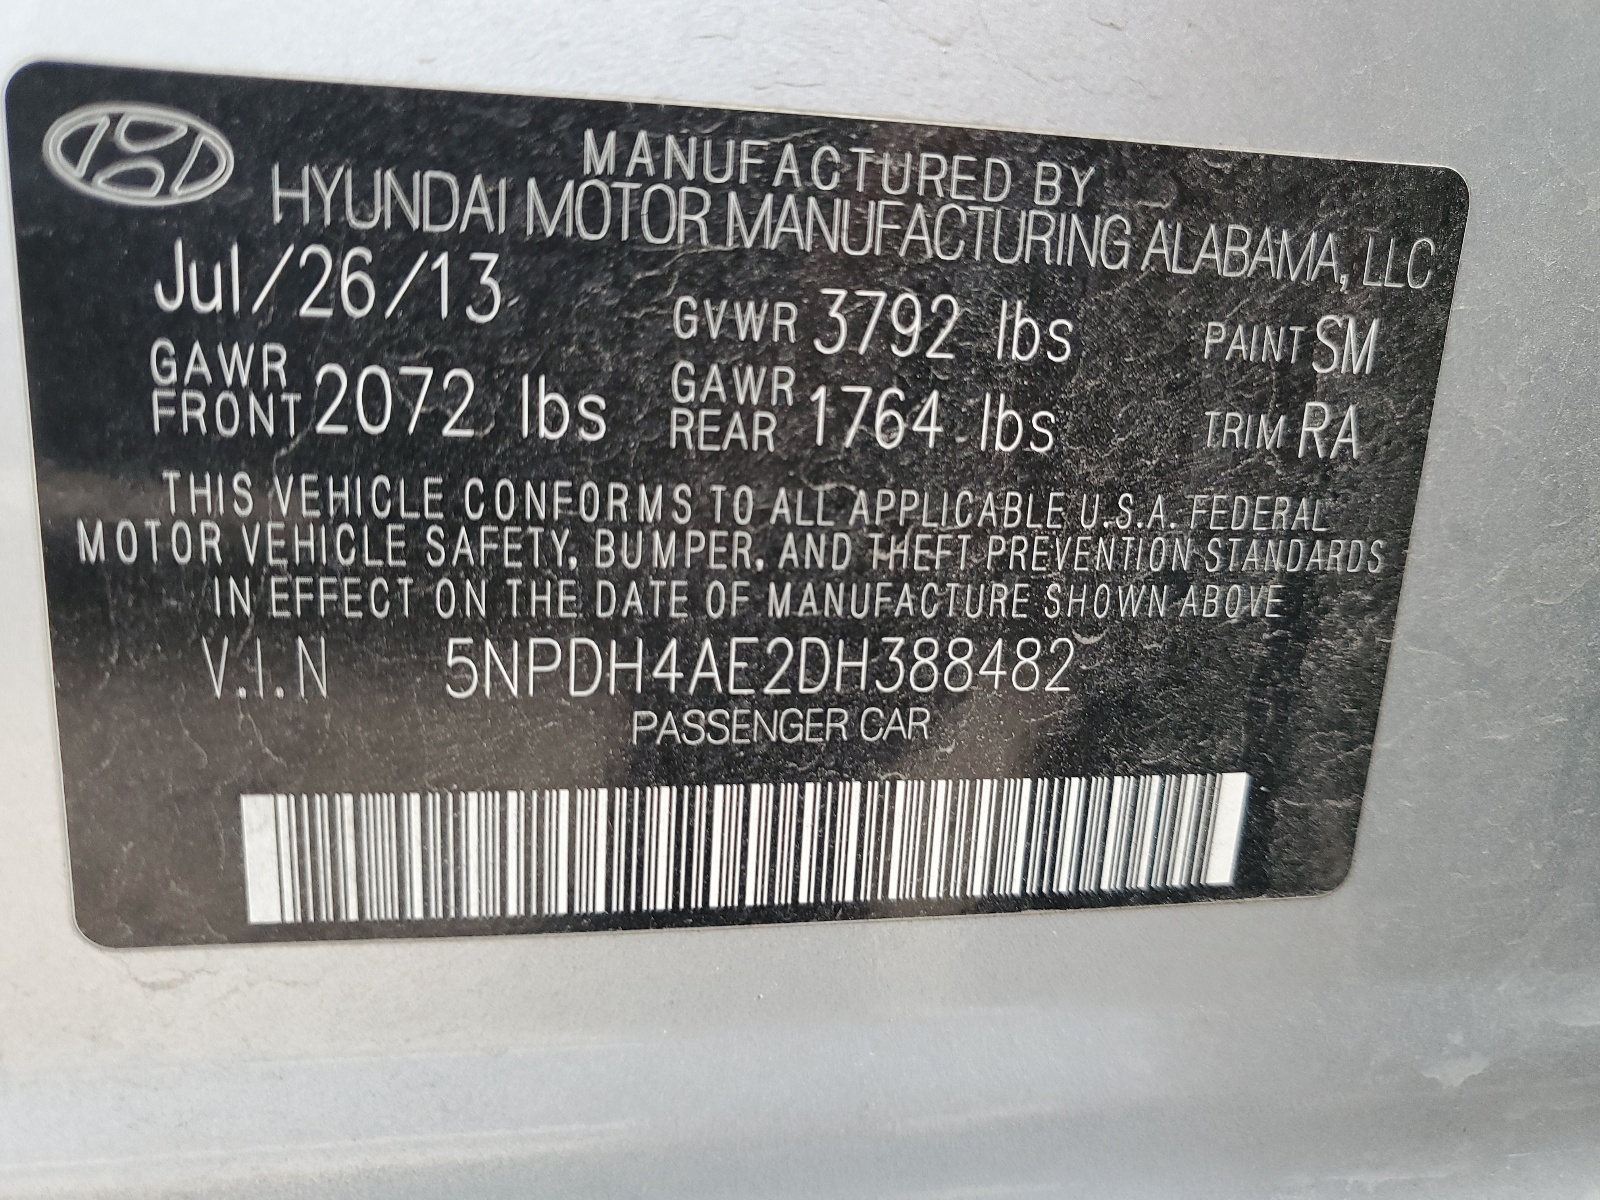 MANUFACTURED BY
HYUNDAI MOTOR MANUFACTURING ALABAMA, LLC
Jul/26/13 GVWR 3792 lbs PAINT SM
GAWR FRONT 2072 lbs GAWR REAR 1764 lbs TRIM RA
THIS VEHICLE CONFORMS TO ALL APPLICABLE U.S.A. FEDERAL
MOTOR VEHICLE SAFETY, BUMPER, AND THEFT PREVENTION STANDARDS
IN EFFECT ON THE DATE OF MANUFACTURE SHOWN ABOVE
V.I.N 5NPDH4AE2DH388482
PASSENGER CAR